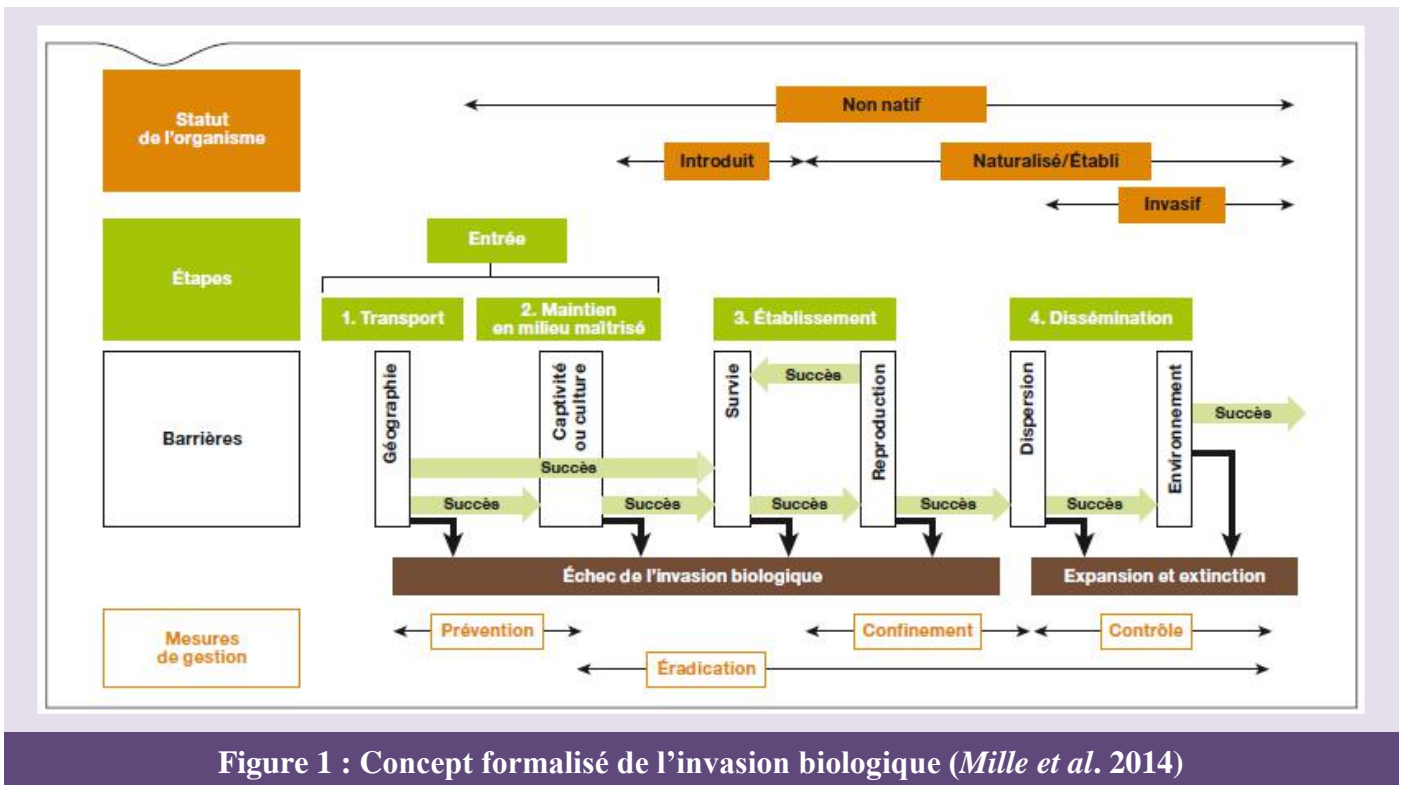 Statut
de l'organisme
Non natif
Introduit
Naturalisé/Établi
Invasif
Étapes
Entrée
1. Transport
2. Maintien
en milieu maîtrisé
3. Établissement
4. Dissémination
Barrières
Géographie
Captivité
ou culture
Survie
Reproduction
Dispersion
Environnement
Succès
Succès
Succès
Succès
Succès
Succès
Succès
Succès
Échec de l'invasion biologique
Expansion et extinction
Mesures
de gestion
Prévention
Confinement
Contrôle
Éradication
Figure 1 : Concept formalisé de l'invasion biologique (Mille et al. 2014)